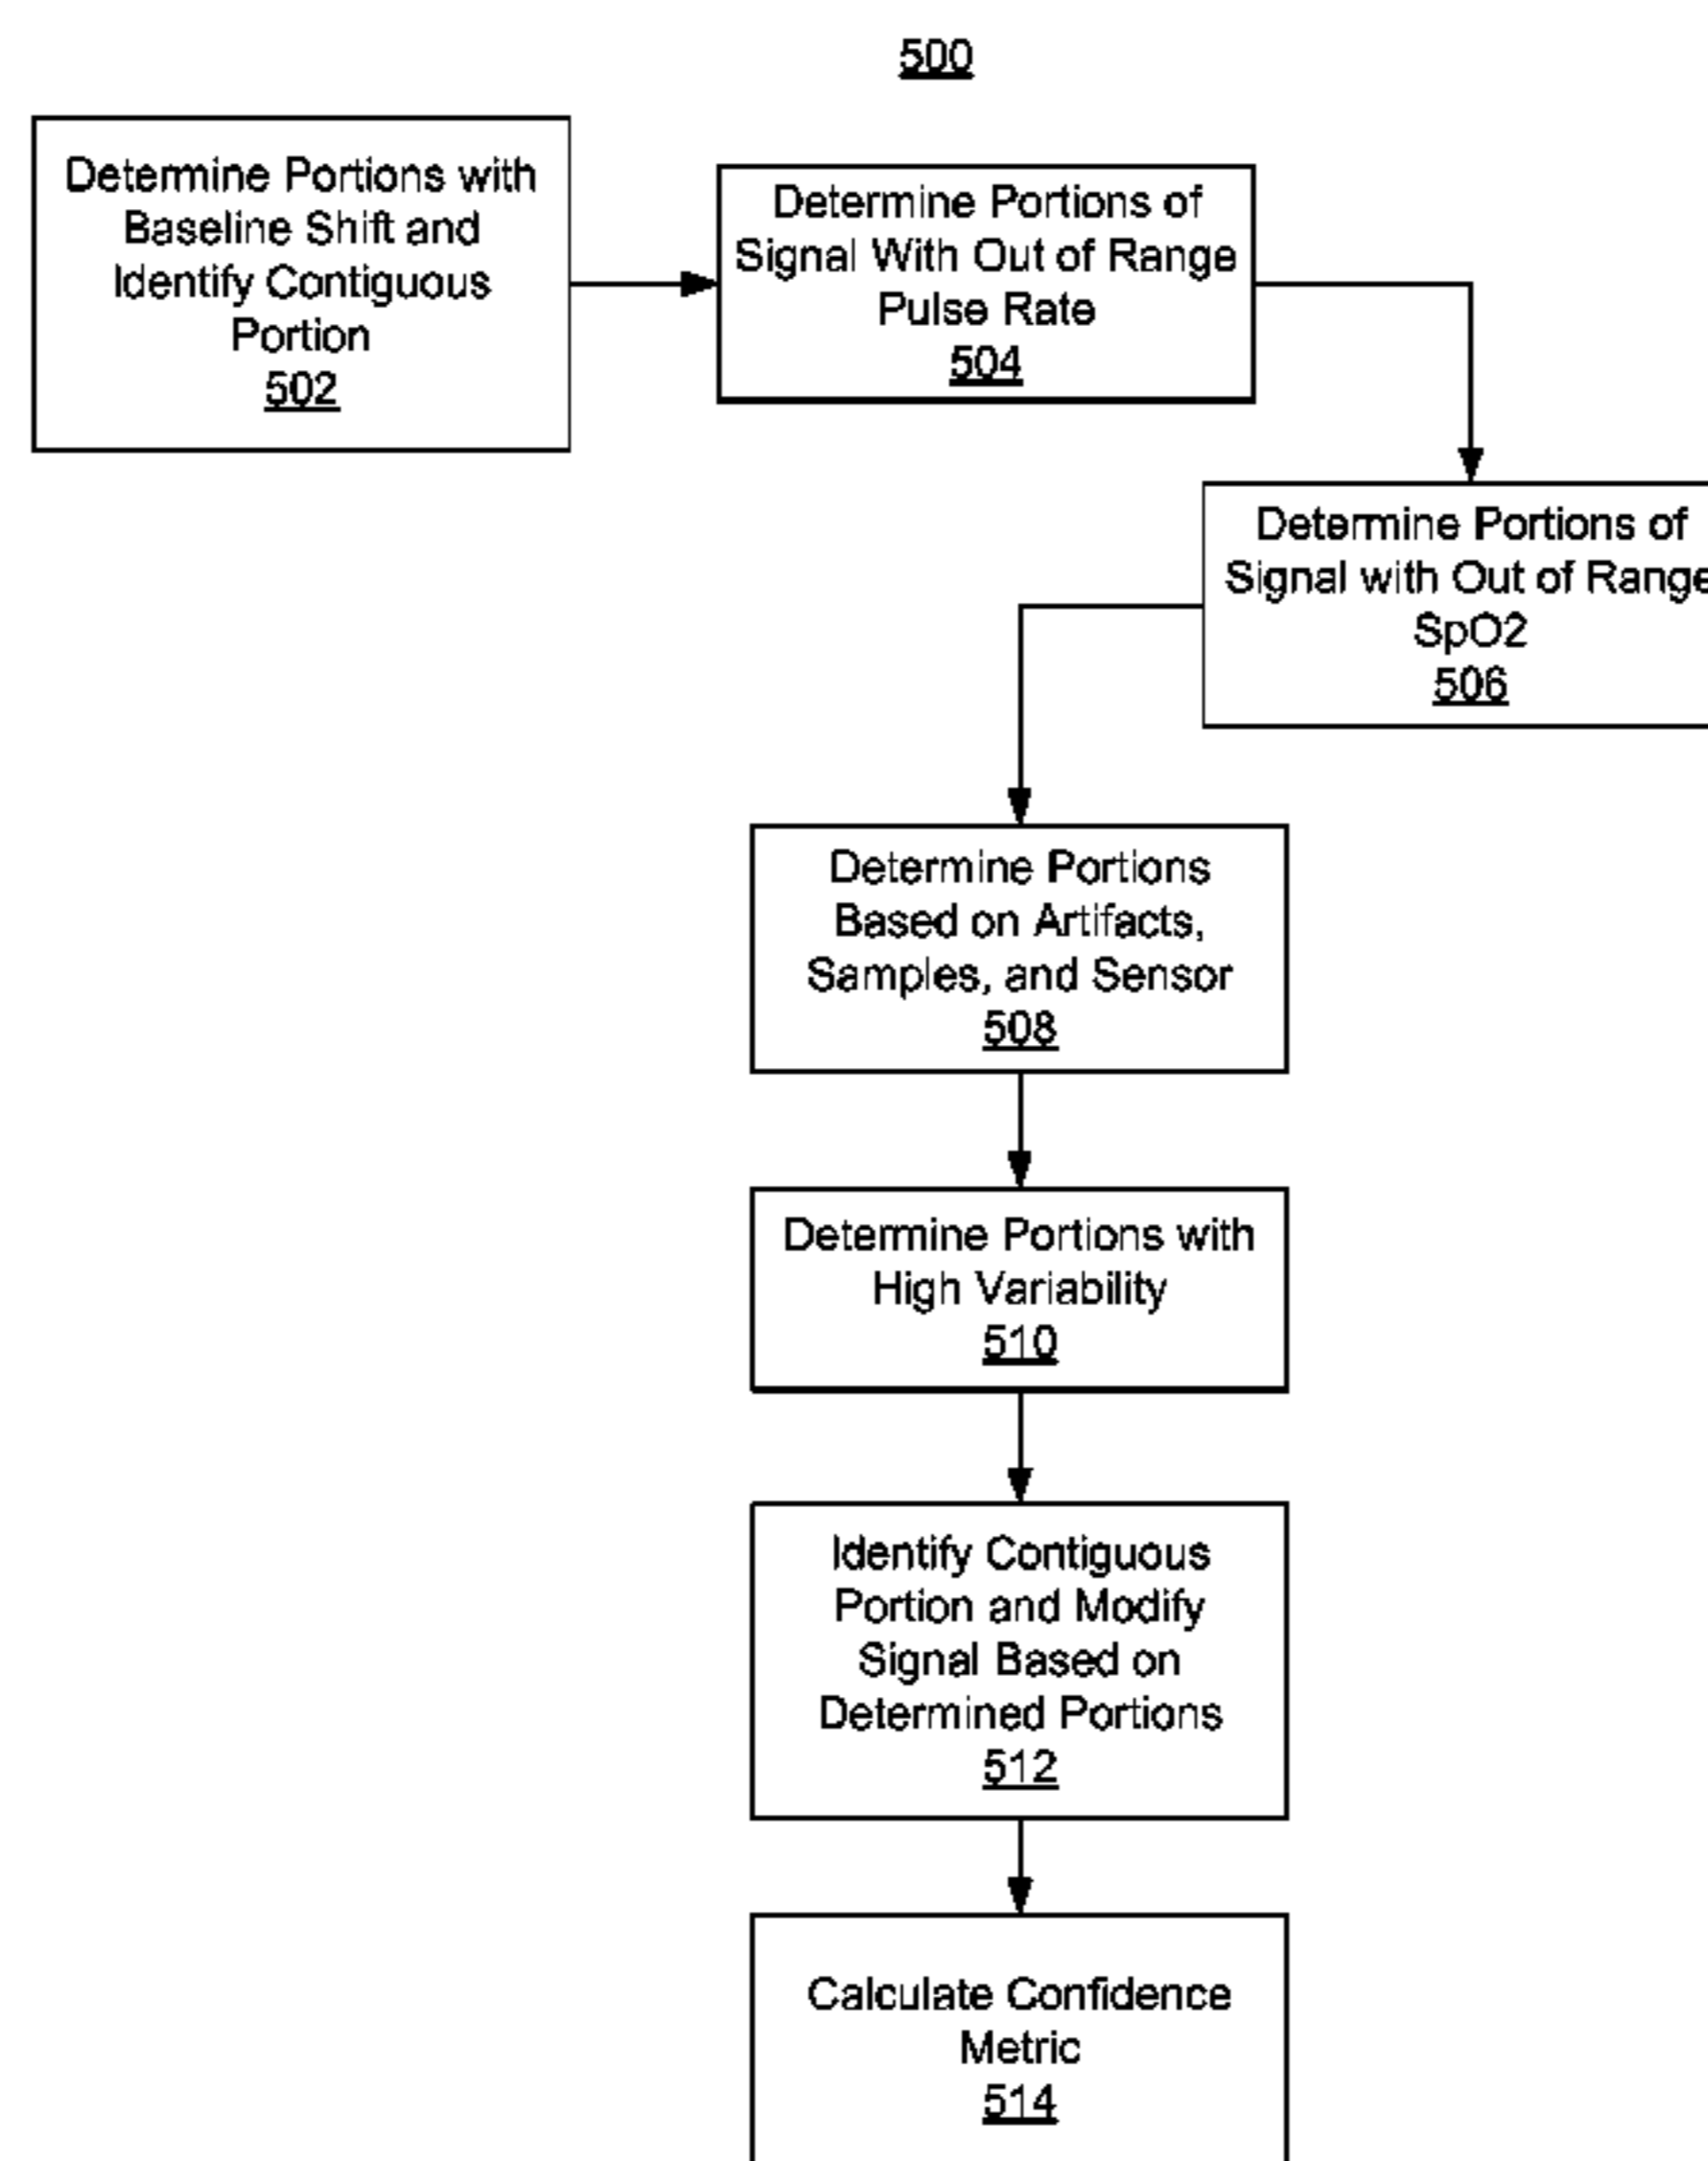 500
Determine Portions with
Baseline Shift and
Identify Contiguous
Portion
502
Determine Portions of
Signal With Out of Range
Pulse Rate
504
Determine Portions of
Signal with Out of Range
SpO2
506
Determine Portions
Based on Artifacts,
Samples, and Sensor
508
Determine Portions with
High Variability
510
Identify Contiguous
Portion and Modify
Signal Based on
Determined Portions
512
Calculate Confidence
Metric
514